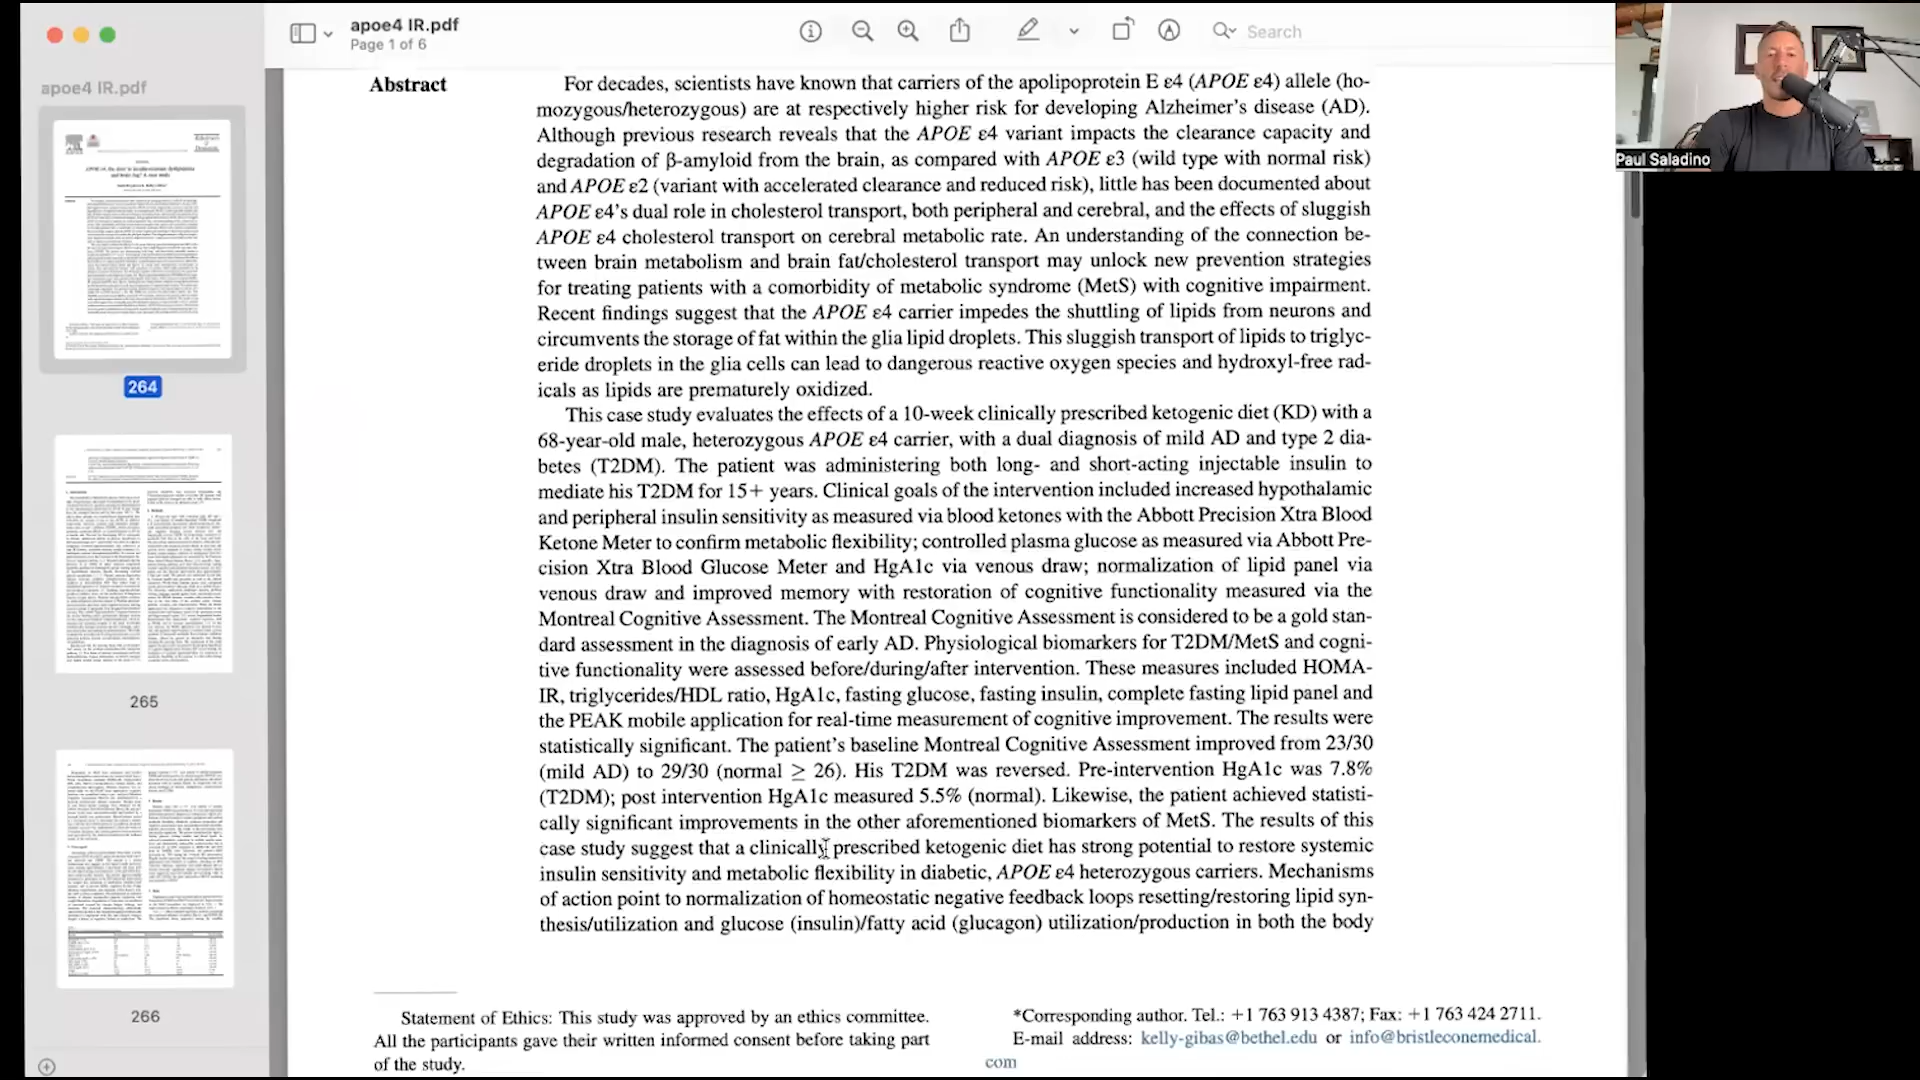 apoe4 IR.pdf
Page 1 of 6
Search
apoe4 IR.pdf
264
265
266
Paul Saladino
Abstract
For decades, scientists have known that carriers of the apolipoprotein E ε4 (APOE ε4) allele (ho-
mozygous/heterozygous) are at respectively higher risk for developing Alzheimer's disease (AD).
Although previous research reveals that the APOE ε4 variant impacts the clearance capacity and
degradation of β-amyloid from the brain, as compared with APOE ε3 (wild type with normal risk)
and APOE ε2 (variant with accelerated clearance and reduced risk), little has been documented about
APOE ε4's dual role in cholesterol transport, both peripheral and cerebral, and the effects of sluggish
APOE ε4 cholesterol transport on cerebral metabolic rate. An understanding of the connection be-
tween brain metabolism and brain fat/cholesterol transport may unlock new prevention strategies
for treating patients with a comorbidity of metabolic syndrome (MetS) with cognitive impairment.
Recent findings suggest that the APOE ε4 carrier impedes the shuttling of lipids from neurons and
circumvents the storage of fat within the glia lipid droplets. This sluggish transport of lipids to triglyc-
eride droplets in the glia cells can lead to dangerous reactive oxygen species and hydroxyl-free rad-
icals as lipids are prematurely oxidized.
This case study evaluates the effects of a 10-week clinically prescribed ketogenic diet (KD) with a
68-year-old male, heterozygous APOE ε4 carrier, with a dual diagnosis of mild AD and type 2 dia-
betes (T2DM). The patient was administering both long- and short-acting injectable insulin to
mediate his T2DM for 15+ years. Clinical goals of the intervention included increased hypothalamic
and peripheral insulin sensitivity as measured via blood ketones with the Abbott Precision Xtra Blood
Ketone Meter to confirm metabolic flexibility; controlled plasma glucose as measured via Abbott Pre-
cision Xtra Blood Glucose Meter and HgA1c via venous draw; normalization of lipid panel via
venous draw and improved memory with restoration of cognitive functionality measured via the
Montreal Cognitive Assessment. The Montreal Cognitive Assessment is considered to be a gold stan-
dard assessment in the diagnosis of early AD. Physiological biomarkers for T2DM/MetS and cogni-
tive functionality were assessed before/during/after intervention. These measures included HOMA-
IR, triglycerides/HDL ratio, HgA1c, fasting glucose, fasting insulin, complete fasting lipid panel and
the PEAK mobile application for real-time measurement of cognitive improvement. The results were
statistically significant. The patient's baseline Montreal Cognitive Assessment improved from 23/30
(mild AD) to 29/30 (normal ≥ 26). His T2DM was reversed. Pre-intervention HgA1c was 7.8%
(T2DM); post intervention HgA1c measured 5.5% (normal). Likewise, the patient achieved statisti-
cally significant improvements in the other aforementioned biomarkers of MetS. The results of this
case study suggest that a clinically prescribed ketogenic diet has strong potential to restore systemic
insulin sensitivity and metabolic flexibility in diabetic, APOE ε4 heterozygous carriers. Mechanisms
of action point to normalization of homeostatic negative feedback loops resetting/restoring lipid syn-
thesis/utilization and glucose (insulin)/fatty acid (glucagon) utilization/production in both the body
Statement of Ethics: This study was approved by an ethics committee.
All the participants gave their written informed consent before taking part
of the study.
*Corresponding author. Tel.: +1 763 913 4387; Fax: +1 763 424 2711.
E-mail address: kelly-gibas@bethel.edu or info@bristleconemedical.
com